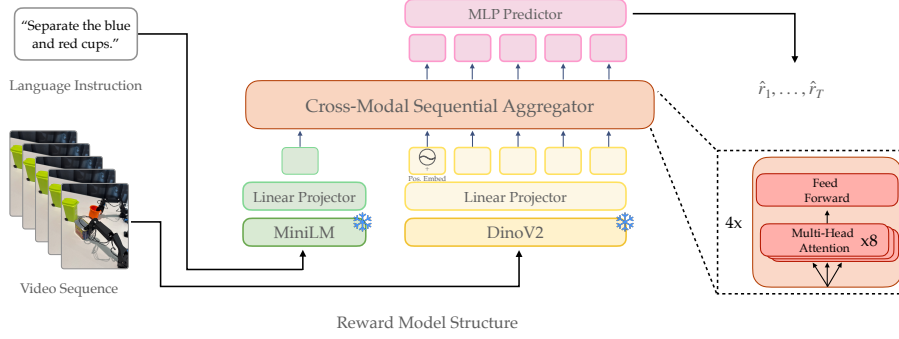 “Separate the blue
and red cups.”
Language Instruction
Video Sequence
MLP Predictor
Cross-Modal Sequential Aggregator
Pos. Embed
Linear Projector
Linear Projector
MiniLM
DinoV2
r̂₁, . . . , r̂_T
4x
Feed
Forward
Multi-Head
Attention
x8
Reward Model Structure